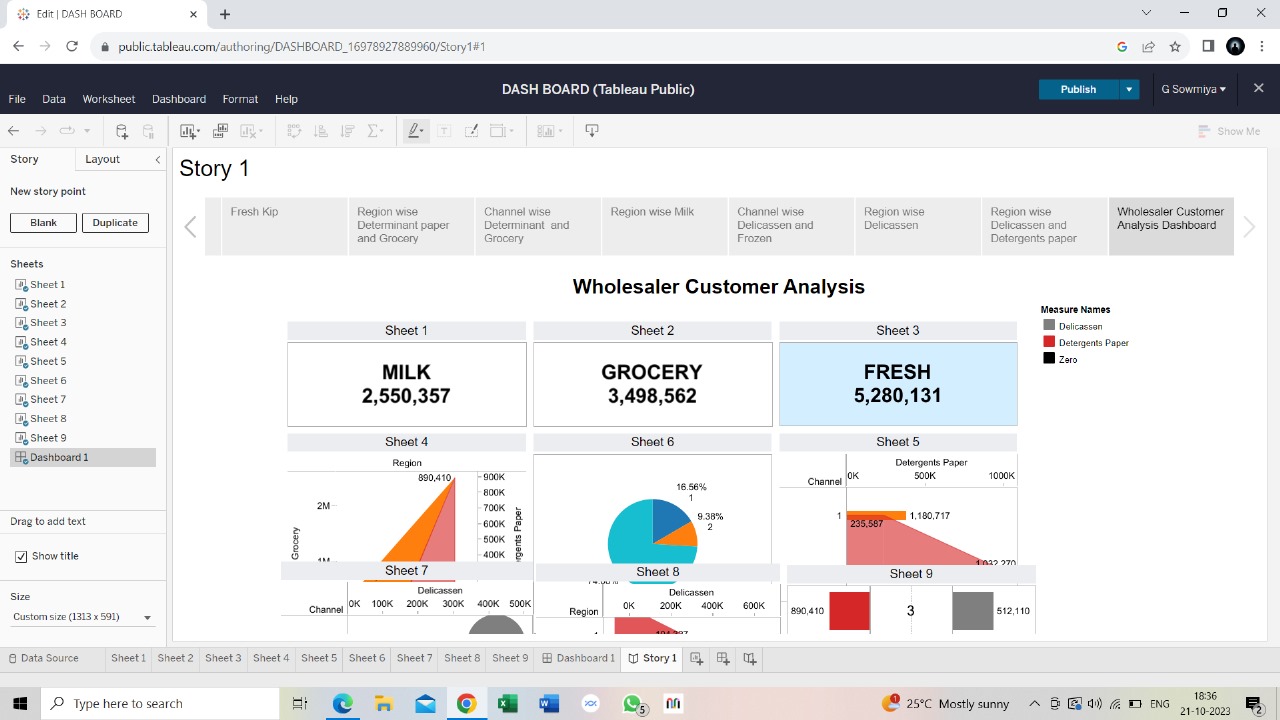 Edit | DASH BOARD
public.tableau.com/authoring/DASHBOARD_16978927889960/Story1#1
DASH BOARD (Tableau Public)
Publish
G Sowmiya
File Data Worksheet Dashboard Format Help
Show Me
Story Layout
New story point
Blank Duplicate
Sheets
Sheet 1
Sheet 2
Sheet 3
Sheet 4
Sheet 5
Sheet 6
Sheet 7
Sheet 8
Sheet 9
Dashboard 1
Drag to add text
Show title
Size
Custom size (1313 x 591)
Story 1
Fresh Kip
Region wise
Determinant paper
and Grocery
Channel wise
Determinant and
Grocery
Region wise Milk
Channel wise
Delicassen and
Frozen
Region wise
Delicassen
Region wise
Delicassen and
Detergents paper
Wholesaler Customer
Analysis Dashboard
Wholesaler Customer Analysis
Measure Names
Delicassen
Detergents Paper
Zero
Sheet 1 Sheet 2 Sheet 3
MILK
2,550,357
GROCERY
3,498,562
FRESH
5,280,131
Sheet 4
Region
890,410
2M
1M
Grocery
900K
800K
700K
600K
500K
400K
Sheet 6
16.56%
1
9.38%
2
Sheet 5
Detergents Paper
Channel 0K 500K 1000K
1 1,180,717
235,587
1,032,270
Sheet 7
Delicassen
Channel 0K 100K 200K 300K 400K 500K
Sheet 8
Delicassen
Region 0K 200K 400K 600K
Sheet 9
890,410 3 512,110
Data Source Sheet 1 Sheet 2 Sheet 3 Sheet 4 Sheet 5 Sheet 6 Sheet 7 Sheet 8 Sheet 9 Dashboard 1 Story 1
Type here to search
5
1
25°C Mostly sunny
ENG
18:36
21-10-2023
2